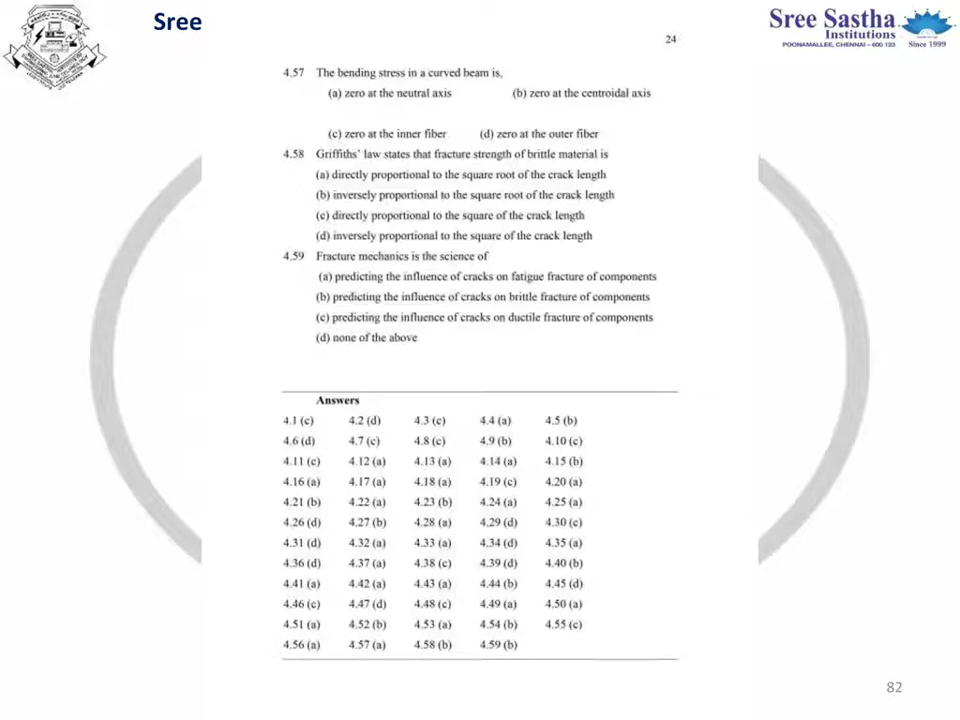 Sree
Sree Sastha
Institutions
POONAMALLEE, CHENNAI – 600 123
Since 1999
24
4.57 The bending stress in a curved beam is,
(a) zero at the neutral axis (b) zero at the centroidal axis
(c) zero at the inner fiber (d) zero at the outer fiber
4.58 Griffiths' law states that fracture strength of brittle material is
(a) directly proportional to the square root of the crack length
(b) inversely proportional to the square root of the crack length
(c) directly proportional to the square of the crack length
(d) inversely proportional to the square of the crack length
4.59 Fracture mechanics is the science of
(a) predicting the influence of cracks on fatigue fracture of components
(b) predicting the influence of cracks on brittle fracture of components
(c) predicting the influence of cracks on ductile fracture of components
(d) none of the above
Answers
4.1 (c) 4.2 (d) 4.3 (c) 4.4 (a) 4.5 (b)
4.6 (d) 4.7 (c) 4.8 (c) 4.9 (b) 4.10 (c)
4.11 (c) 4.12 (a) 4.13 (a) 4.14 (a) 4.15 (b)
4.16 (a) 4.17 (a) 4.18 (a) 4.19 (c) 4.20 (a)
4.21 (b) 4.22 (a) 4.23 (b) 4.24 (a) 4.25 (a)
4.26 (d) 4.27 (b) 4.28 (a) 4.29 (d) 4.30 (c)
4.31 (d) 4.32 (a) 4.33 (a) 4.34 (d) 4.35 (a)
4.36 (d) 4.37 (a) 4.38 (c) 4.39 (d) 4.40 (b)
4.41 (a) 4.42 (a) 4.43 (a) 4.44 (b) 4.45 (d)
4.46 (c) 4.47 (d) 4.48 (c) 4.49 (a) 4.50 (a)
4.51 (a) 4.52 (b) 4.53 (a) 4.54 (b) 4.55 (c)
4.56 (a) 4.57 (a) 4.58 (b) 4.59 (b)
82